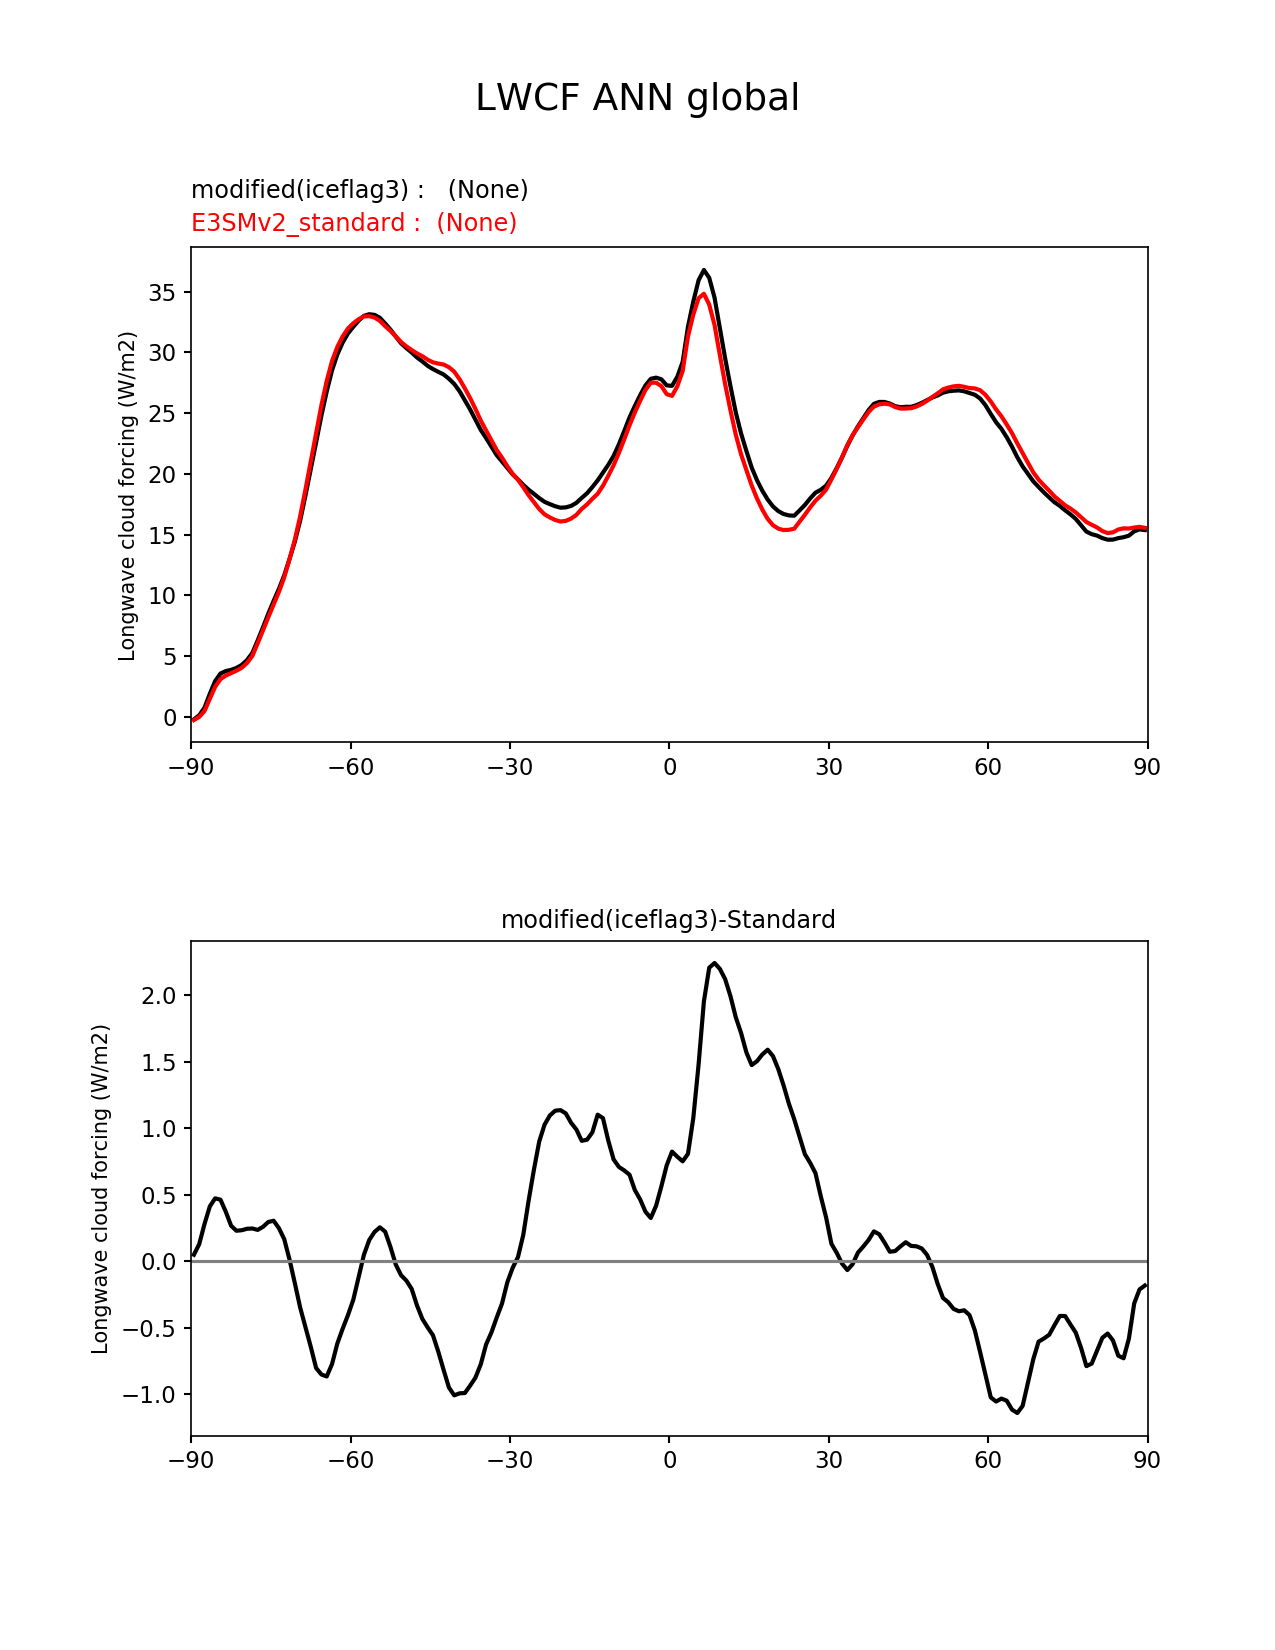 LWCF ANN global
modified(iceflag3) :   (None)
E3SMv2_standard :  (None)
Longwave cloud forcing (W/m2)
35
30
25
20
15
10
5
0
−90 −60 −30 0 30 60 90
modified(iceflag3)-Standard
Longwave cloud forcing (W/m2)
2.0
1.5
1.0
0.5
0.0
−0.5
−1.0
−90 −60 −30 0 30 60 90